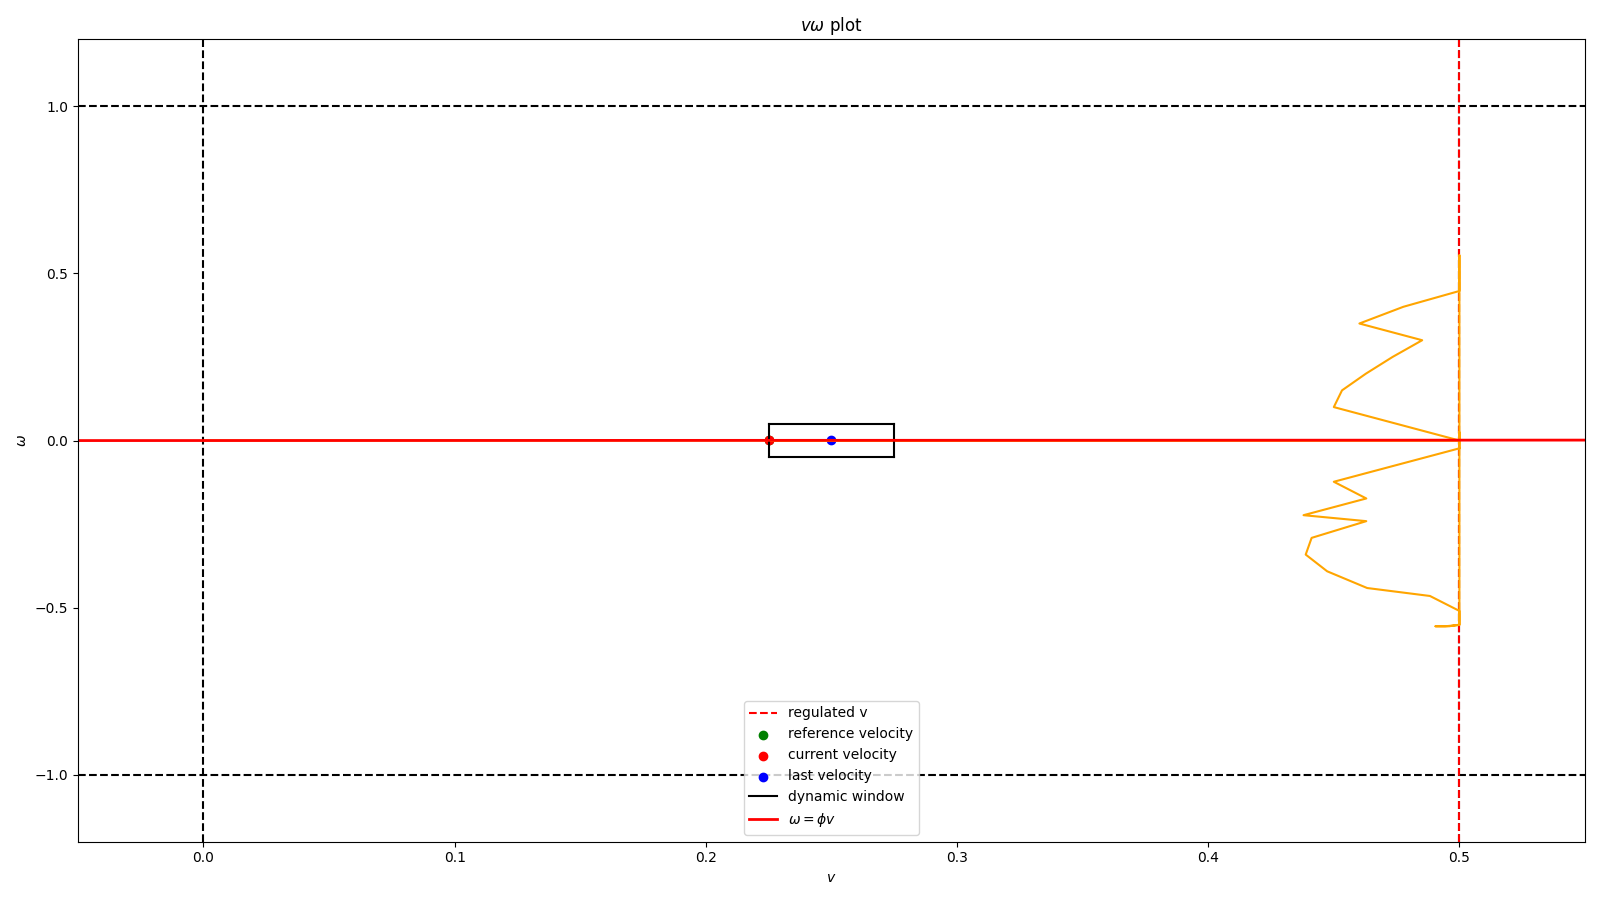 vω plot
1.0
0.5
0.0
−0.5
−1.0
ω
0.0 0.1 0.2 0.3 0.4 0.5
v
regulated v
reference velocity
current velocity
last velocity
dynamic window
ω = ϕv